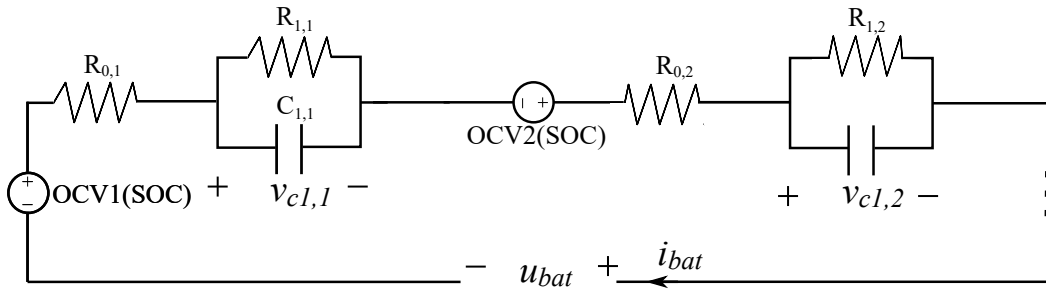 R1,1
R1,2
R0,1
R0,2
C1,1
− +
OCV2(SOC)
+
−
OCV1(SOC)
+ vc1,1 −
+ vc1,2 −
− ubat + ibat